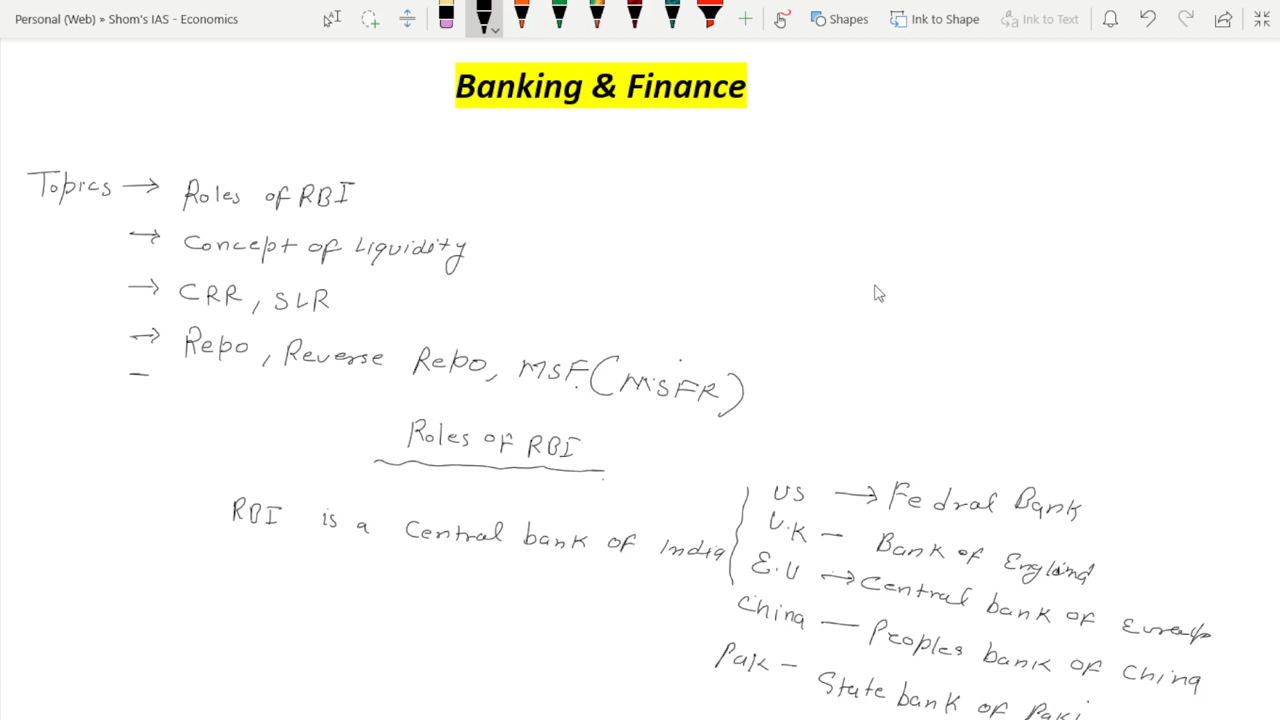 Personal (Web) » Shom's IAS - Economics
Shapes
Ink to Shape
Ink to Text
Banking & Finance
Topics → Roles of RBI
→ Concept of Liquidity
→ CRR, SLR
→ Repo, Reverse Repo, MSF. (MSFR)
–
Roles of RBI
RBI is a Central bank of India
US → Fedral Bank
U.K – Bank of England
E.U → Central bank of
China — Peoples bank of China
Pak – State bank of Paki